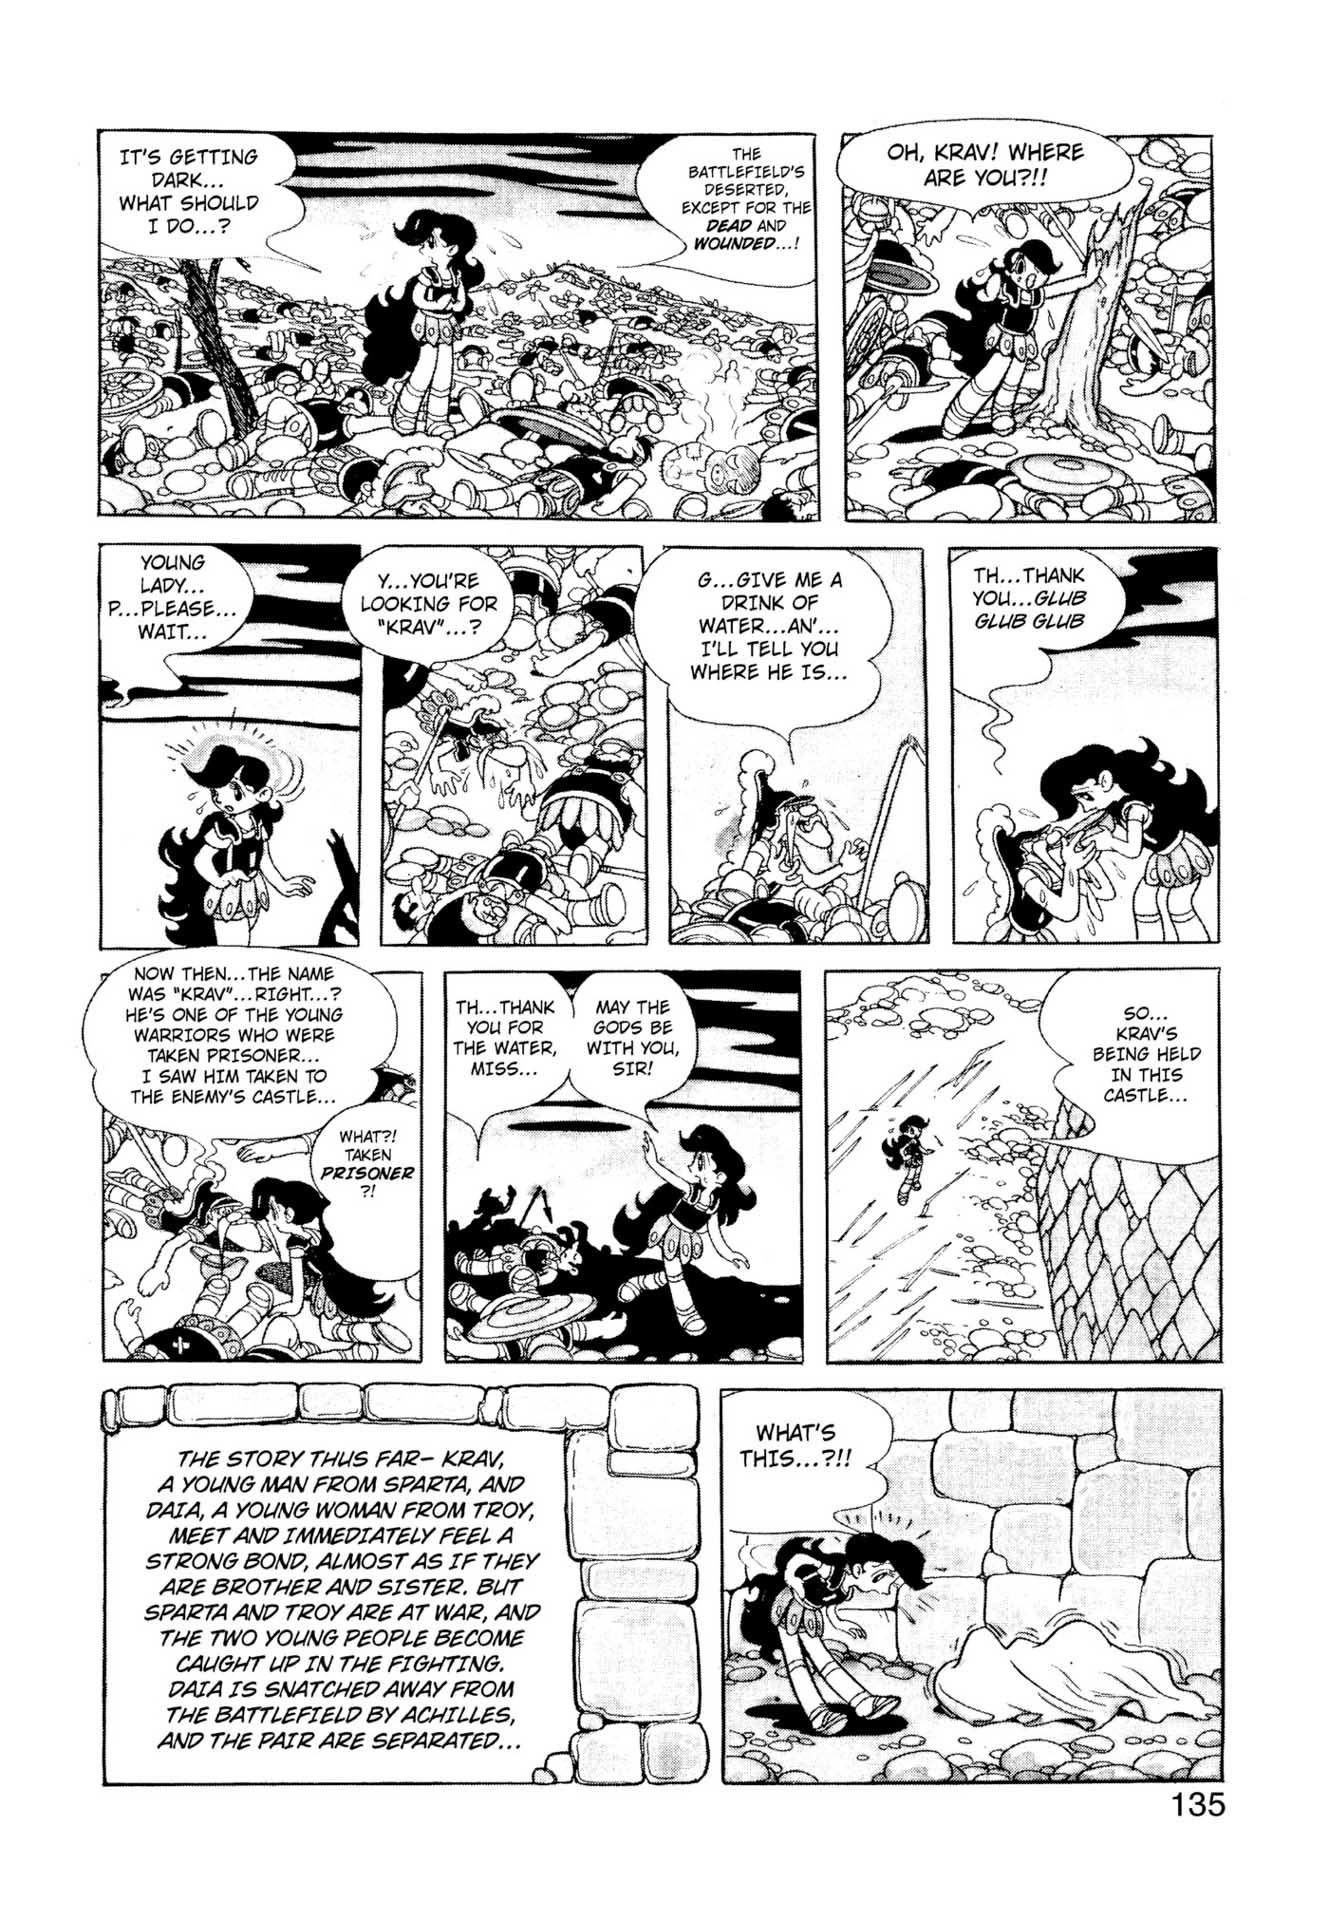 IT'S GETTING
DARK...
WHAT SHOULD
I DO...?
THE
BATTLEFIELD'S
DESERTED,
EXCEPT FOR THE
DEAD AND
WOUNDED...!
OH, KRAV! WHERE
ARE YOU?!!
YOUNG
LADY...
P...PLEASE...
WAIT...
Y...YOU'RE
LOOKING FOR
"KRAV"...?
G...GIVE ME A
DRINK OF
WATER...AN'...
I'LL TELL YOU
WHERE HE IS...
TH...THANK
YOU...GLUB
GLUB GLUB
NOW THEN...THE NAME
WAS "KRAV"...RIGHT...?
HE'S ONE OF THE YOUNG
WARRIORS WHO WERE
TAKEN PRISONER...
I SAW HIM TAKEN TO
THE ENEMY'S CASTLE...
WHAT?!
TAKEN
PRISONER
?!
TH...THANK
YOU FOR
THE WATER,
MISS...
MAY THE
GODS BE
WITH YOU,
SIR!
SO...
KRAV'S
BEING HELD
IN THIS
CASTLE...
THE STORY THUS FAR— KRAV,
A YOUNG MAN FROM SPARTA, AND
DAIA, A YOUNG WOMAN FROM TROY,
MEET AND IMMEDIATELY FEEL A
STRONG BOND, ALMOST AS IF THEY
ARE BROTHER AND SISTER. BUT
SPARTA AND TROY ARE AT WAR, AND
THE TWO YOUNG PEOPLE BECOME
CAUGHT UP IN THE FIGHTING.
DAIA IS SNATCHED AWAY FROM
THE BATTLEFIELD BY ACHILLES,
AND THE PAIR ARE SEPARATED...
WHAT'S
THIS...?!!
135